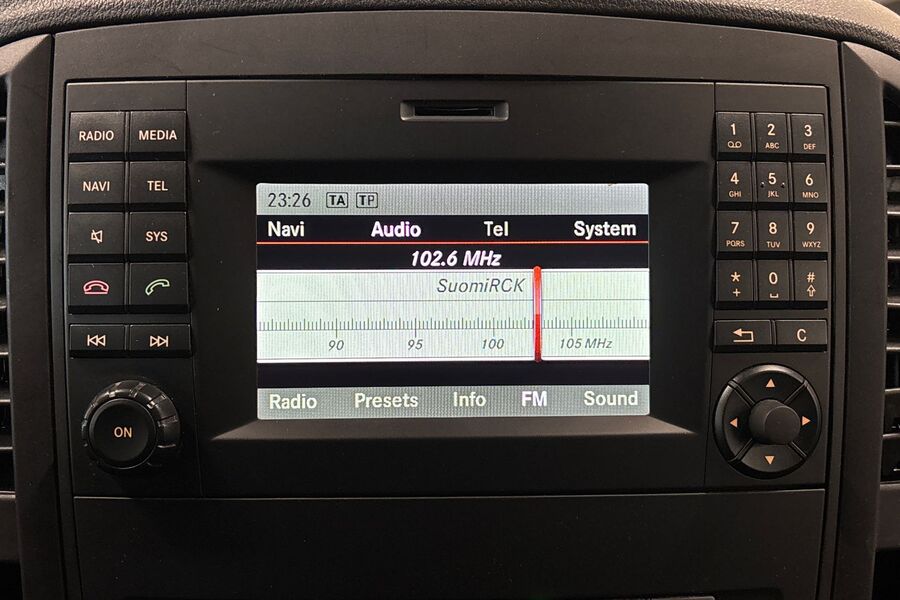 RADIO MEDIA
NAVI TEL
SYS
ON
23:26 TA TP
Navi Audio Tel System
102.6 MHz
SuomiRCK
90 95 100 105 MHz
Radio Presets Info FM Sound
1 2 3
ABC DEF
4 5 6
GHI JKL MNO
7 8 9
PQRS TUV WXYZ
* 0 #
+
C